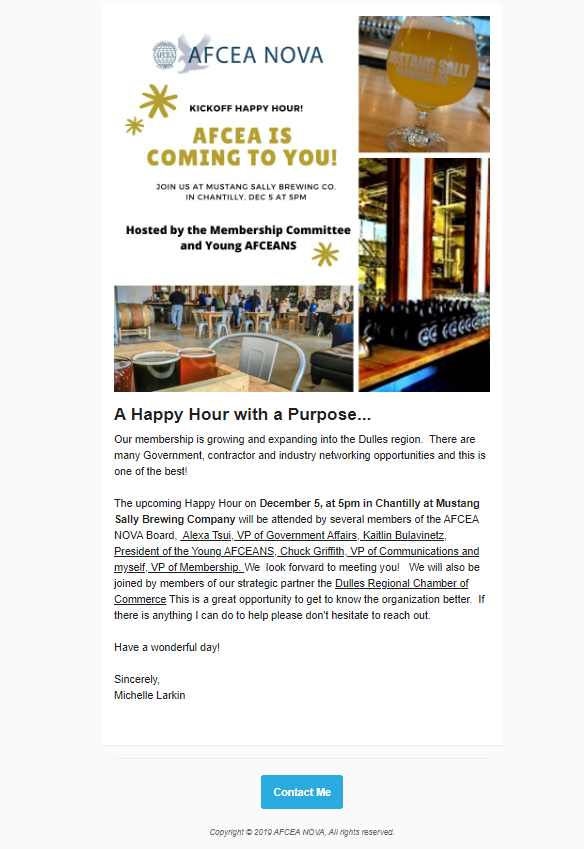 AFCEA
AFCEA NOVA
MUSTANG SALLY
BREWING CO.
KICKOFF HAPPY HOUR!
AFCEA IS
COMING TO YOU!
JOIN US AT MUSTANG SALLY BREWING CO.
IN CHANTILLY. DEC 5 AT 5PM
Hosted by the Membership Committee
and Young AFCEANS
A Happy Hour with a Purpose...
Our membership is growing and expanding into the Dulles region.  There are
many Government, contractor and industry networking opportunities and this is
one of the best!
The upcoming Happy Hour on December 5, at 5pm in Chantilly at Mustang
Sally Brewing Company will be attended by several members of the AFCEA
NOVA Board,  Alexa Tsui, VP of Government Affairs, Kaitlin Bulavinetz,
President of the Young AFCEANS, Chuck Griffith, VP of Communications and
myself, VP of Membership. We  look forward to meeting you!   We will also be
joined by members of our strategic partner the Dulles Regional Chamber of
Commerce This is a great opportunity to get to know the organization better.  If
there is anything I can do to help please don't hesitate to reach out.
Have a wonderful day!
Sincerely,
Michelle Larkin
Contact Me
Copyright © 2019 AFCEA NOVA, All rights reserved.